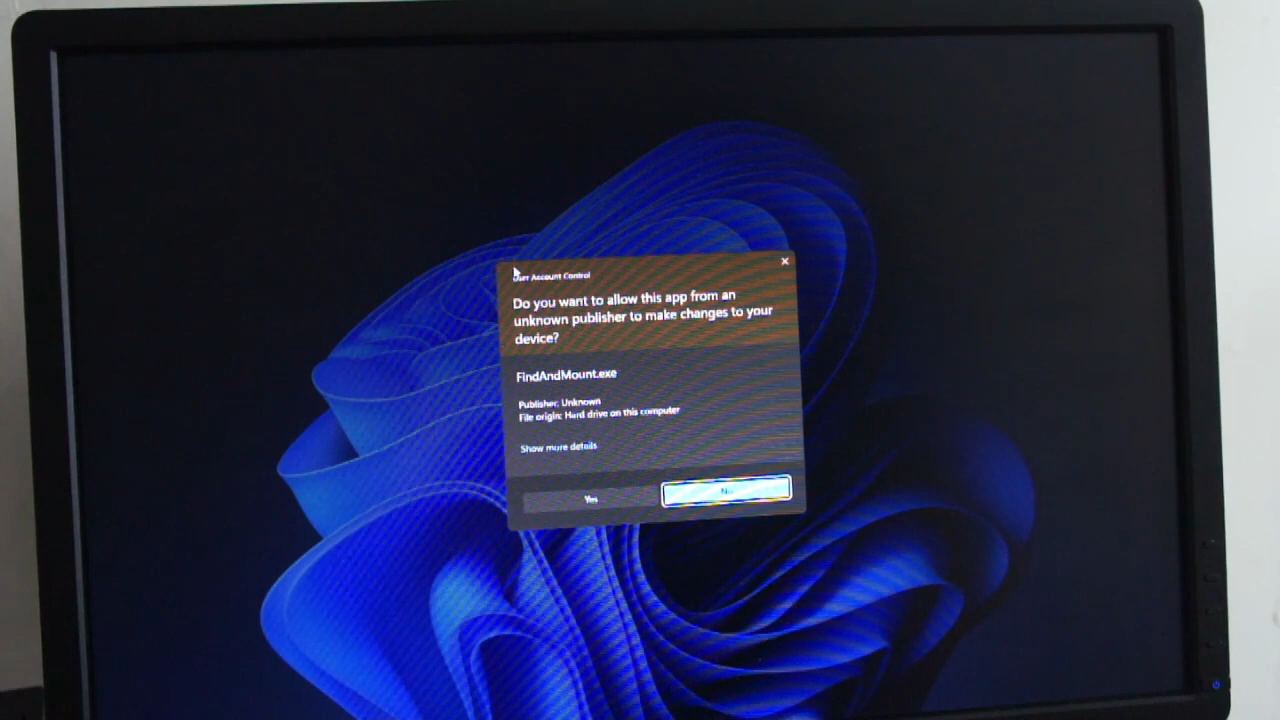 User Account Control
Do you want to allow this app from an
unknown publisher to make changes to your
device?
FindAndMount.exe
Publisher: Unknown
File origin: Hard drive on this computer
Show more details
Yes
No